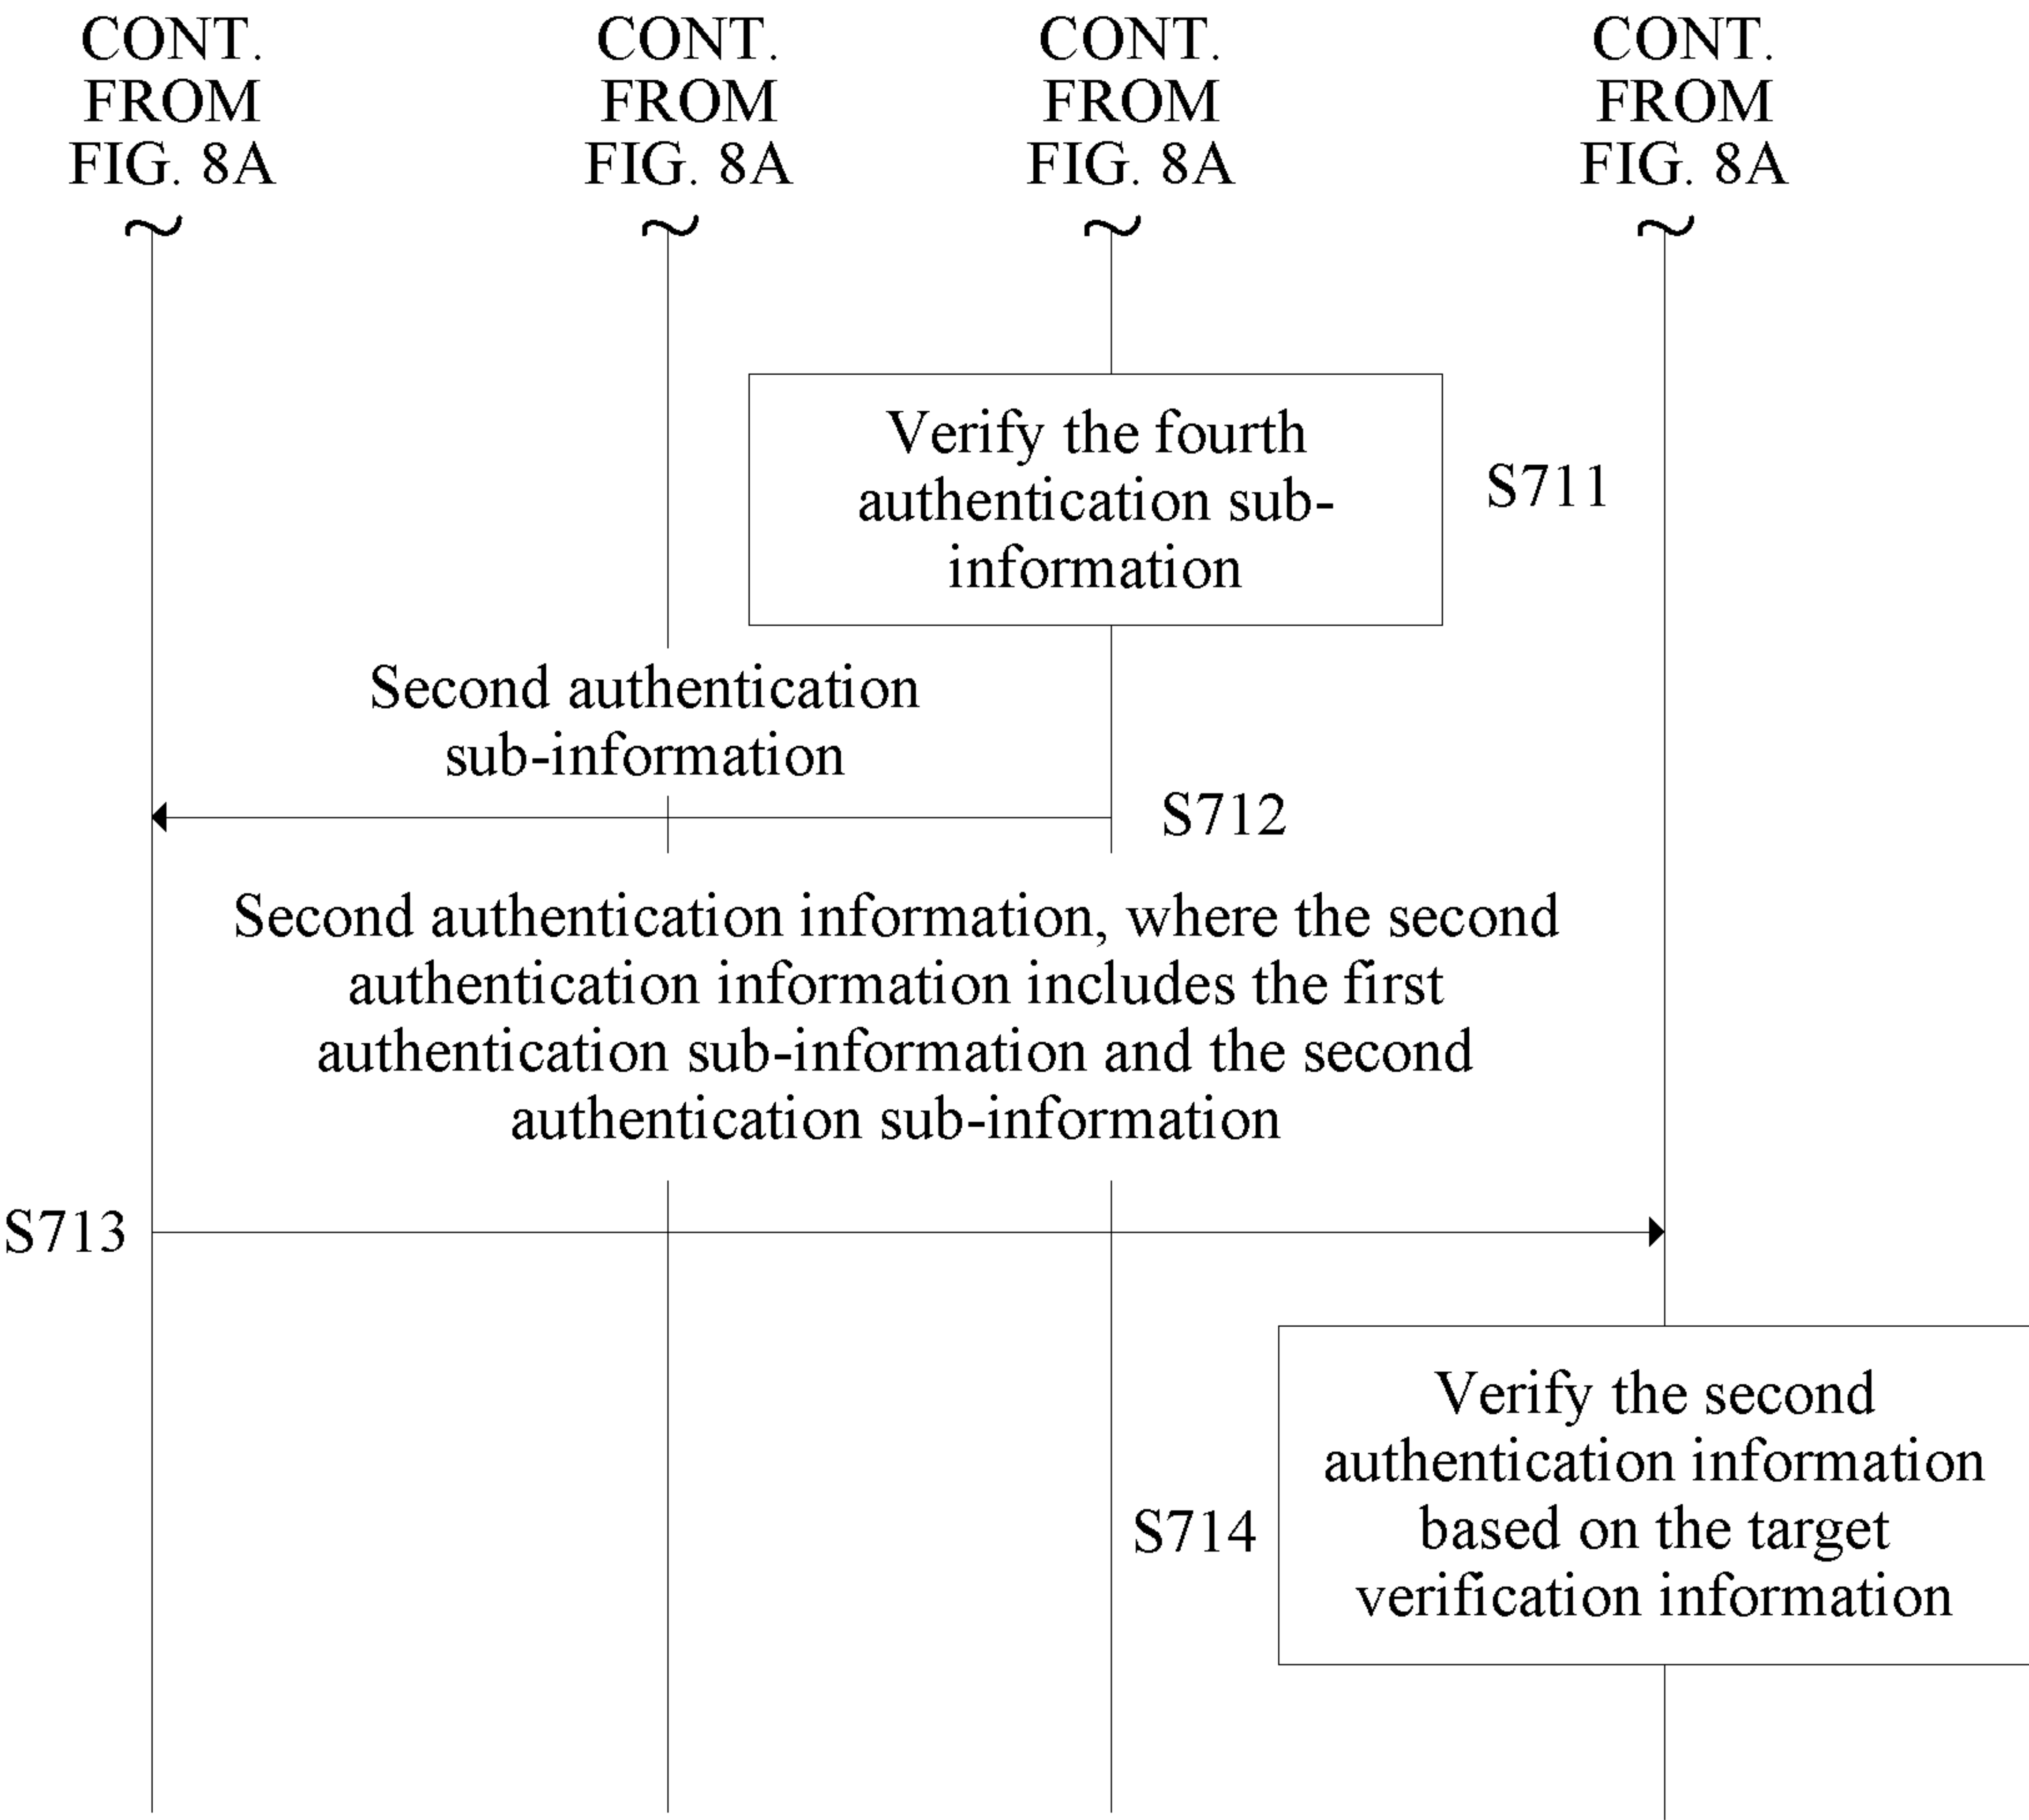 CONT.
FROM
FIG. 8A
CONT.
FROM
FIG. 8A
CONT.
FROM
FIG. 8A
CONT.
FROM
FIG. 8A
Verify the fourth
authentication sub-
information
S711
Second authentication
sub-information
S712
Second authentication information, where the second
authentication information includes the first
authentication sub-information and the second
authentication sub-information
S713
Verify the second
authentication information
based on the target
verification information
S714